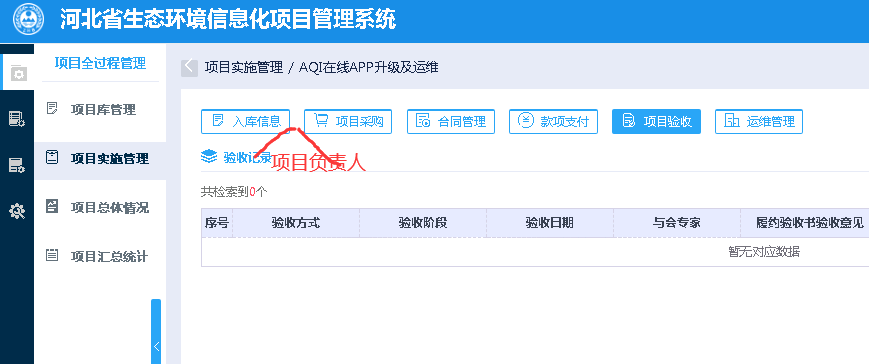 河北省生态环境信息化项目管理系统
项目全过程管理
项目库管理
项目实施管理
项目总体情况
项目汇总统计
项目实施管理 / AQI在线APP升级及运维
入库信息 项目采购 合同管理 款项支付 项目验收 运维管理
验收记录
项目负责人
共检索到0个
序号 验收方式 验收阶段 验收日期 与会专家 履约验收书验收意见
暂无对应数据